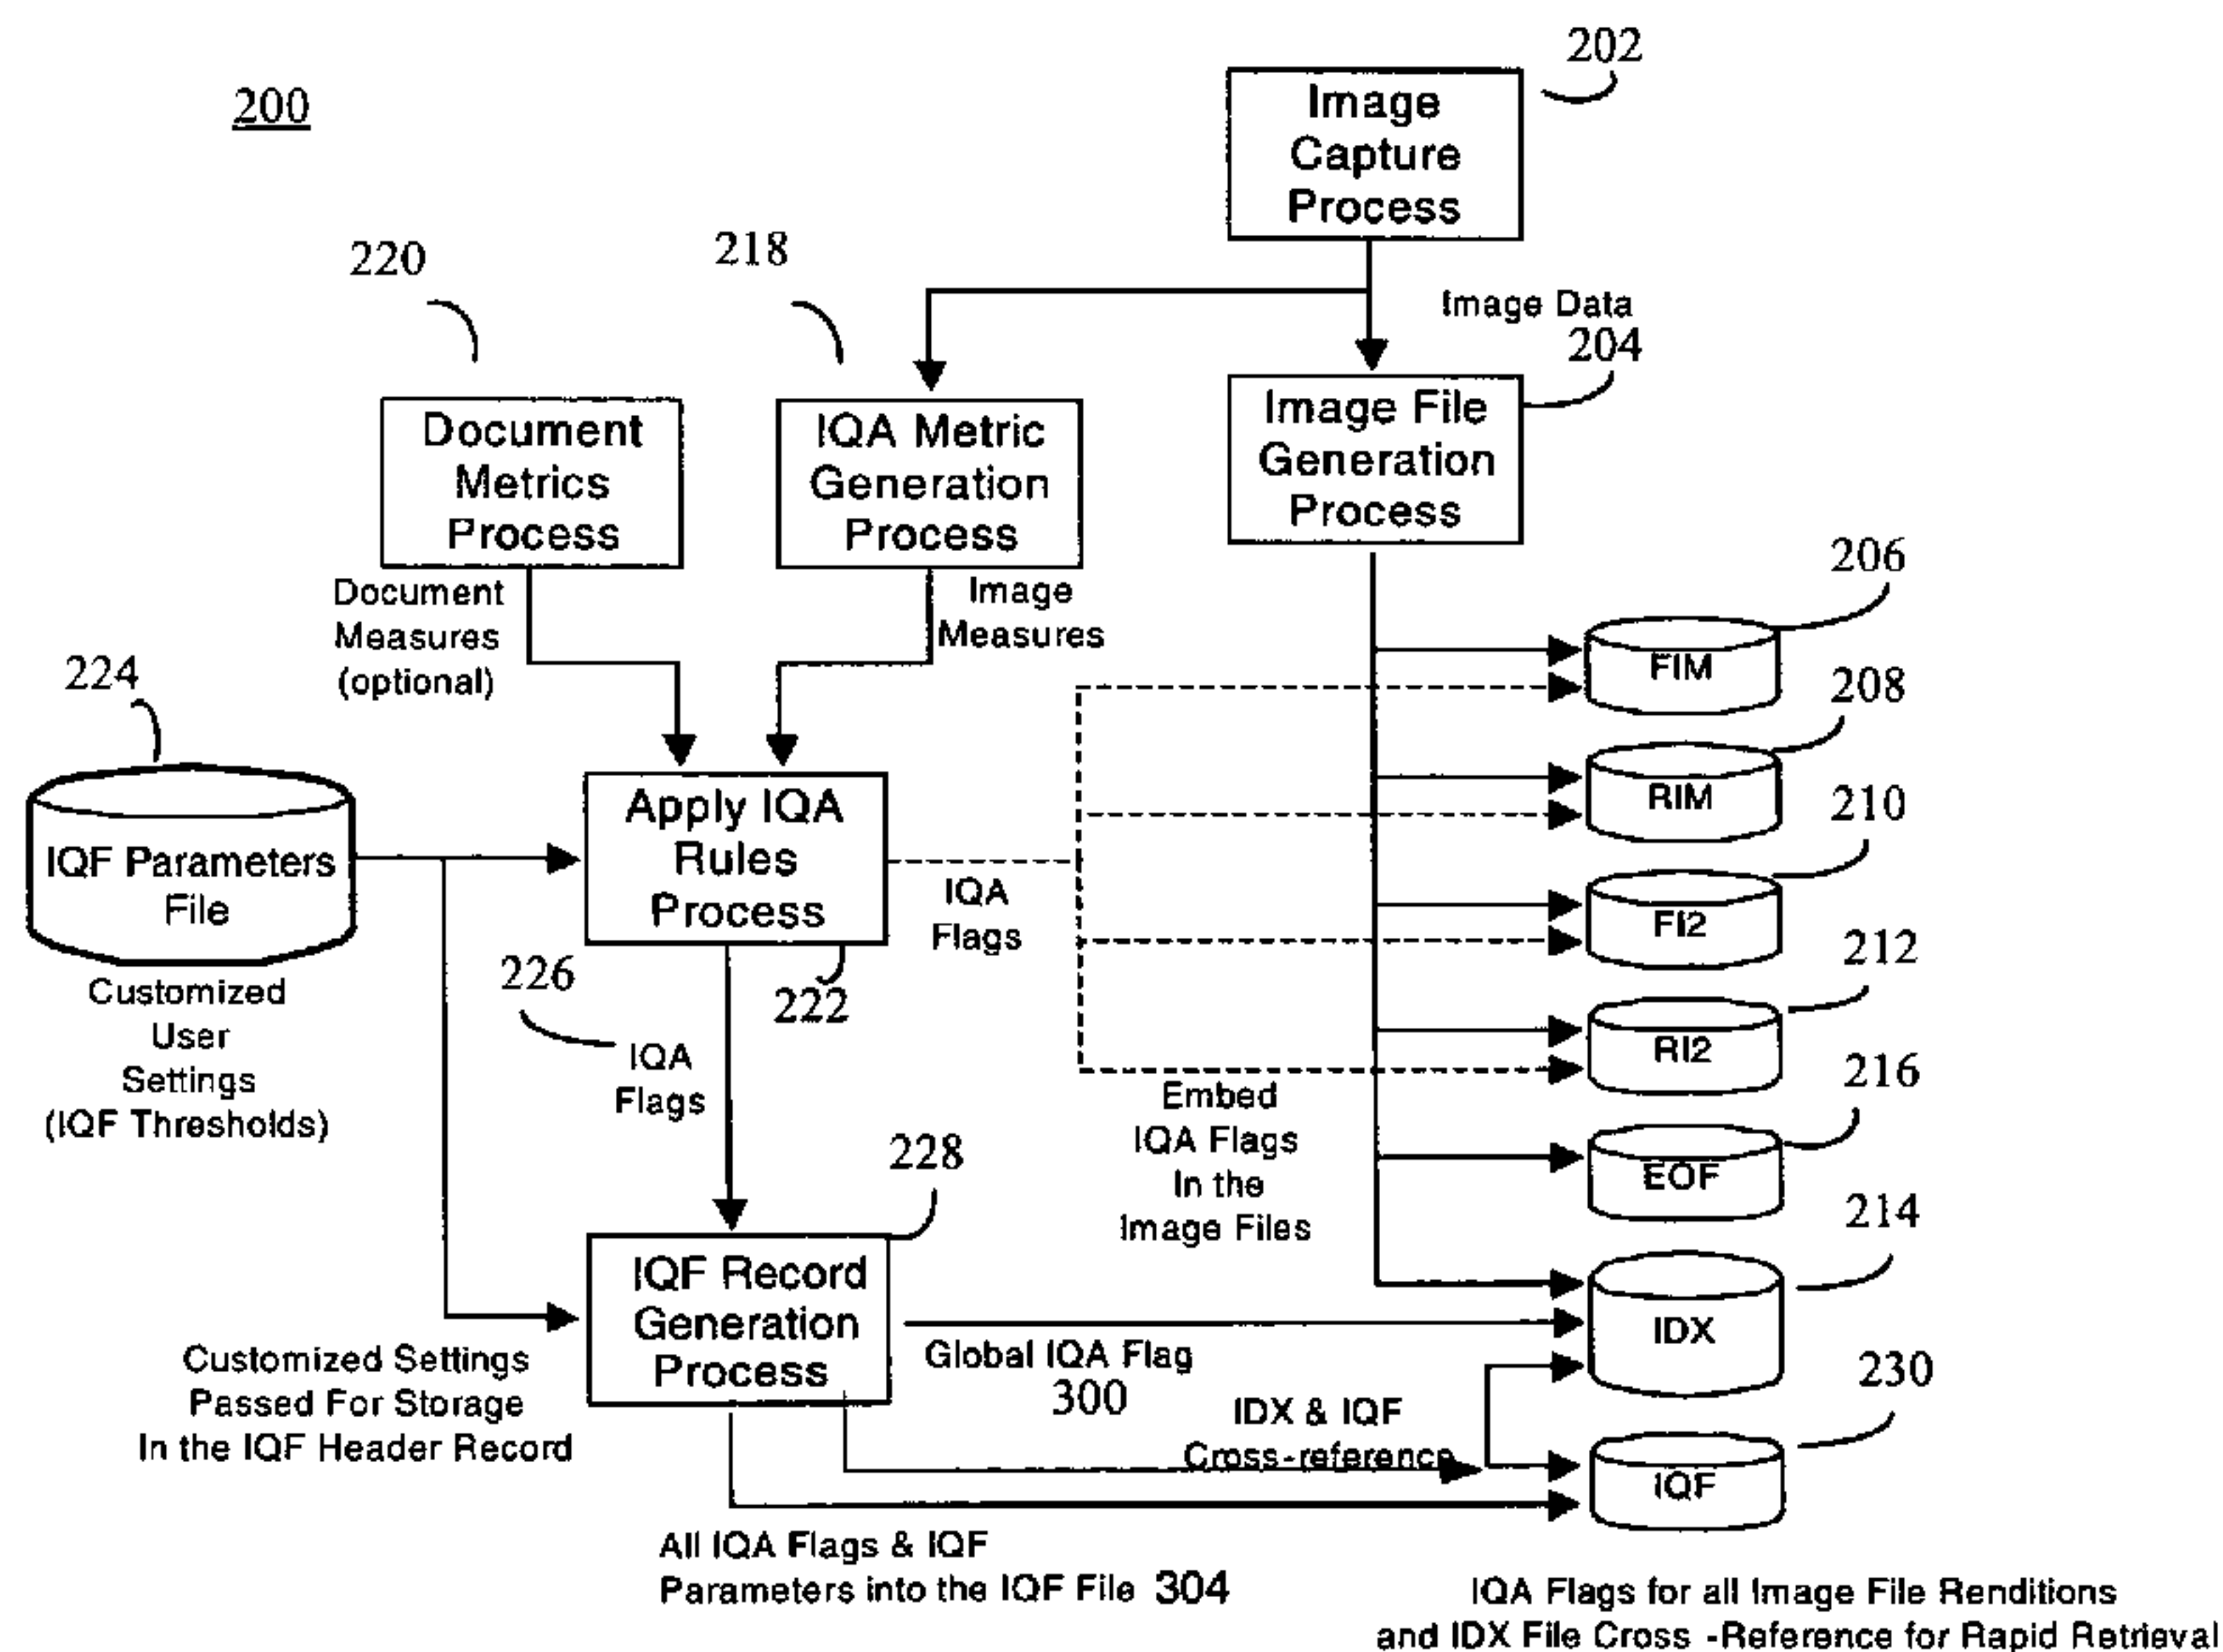 200
202
Image
Capture
Process
220
218
Image Data
204
Document
Metrics
Process
IQA Metric
Generation
Process
Image File
Generation
Process
Document
Measures
(optional)
Image
Measures
206
FIM
208
RIM
224
IQF Parameters
File
Customized
User
Settings
(IQF Thresholds)
Apply IQA
Rules
Process
222
IQA
Flags
210
FI2
212
RI2
226
IQA
Flags
Embed
IQA Flags
In the
Image Files
216
EOF
214
IDX
228
IQF Record
Generation
Process
Customized Settings
Passed For Storage
In the IQF Header Record
Global IQA Flag
300
IDX & IQF
Cross-reference
230
IQF
All IQA Flags & IQF
Parameters into the IQF File 304
IQA Flags for all Image File Renditions
and IDX File Cross -Reference for Rapid Retrieval